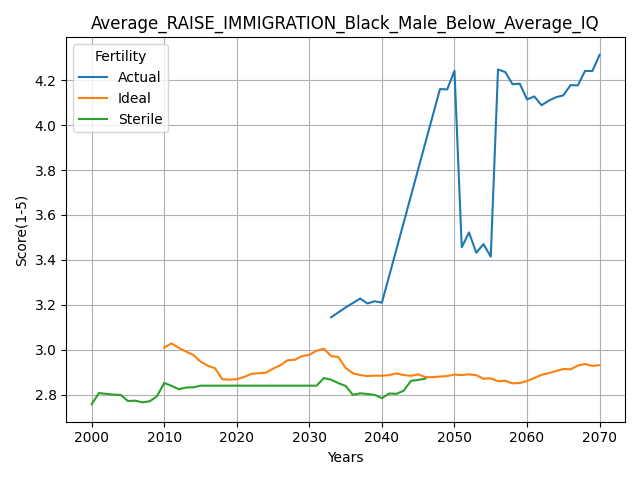 Average_RAISE_IMMIGRATION_Black_Male_Below_Average_IQ
Fertility
Actual
Ideal
Sterile
Score(1-5)
4.2
4.0
3.8
3.6
3.4
3.2
3.0
2.8
2000 2010 2020 2030 2040 2050 2060 2070
Years